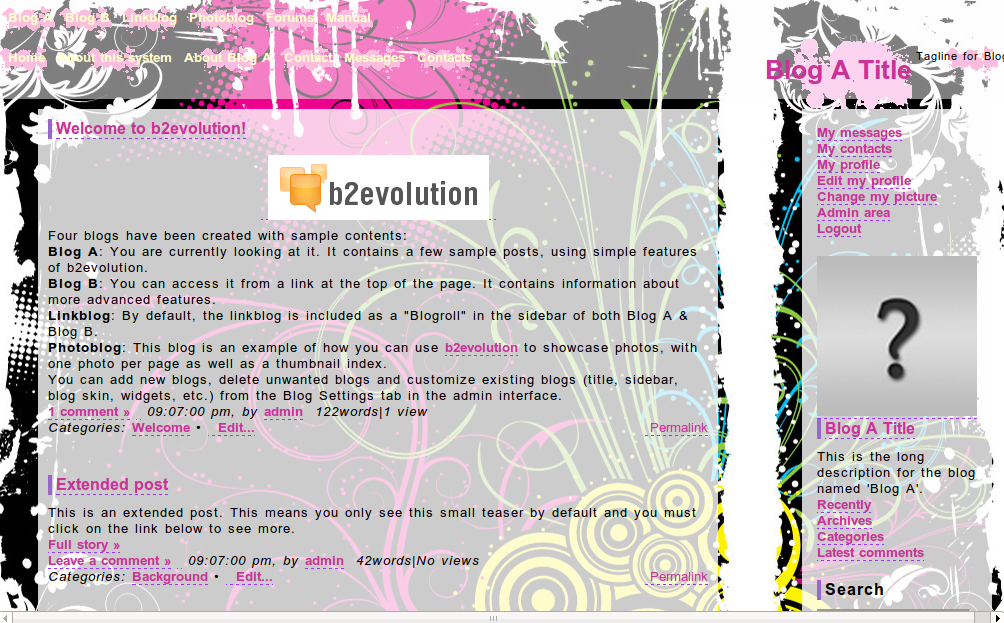 Blog A Blog B Linkblog Photoblog Forums Manual
Home About this system About Blog A Contact Messages Contacts
Blog A Title
Tagline for Blog
Welcome to b2evolution!
b2evolution
Four blogs have been created with sample contents:
Blog A: You are currently looking at it. It contains a few sample posts, using simple features
of b2evolution.
Blog B: You can access it from a link at the top of the page. It contains information about
more advanced features.
Linkblog: By default, the linkblog is included as a "Blogroll" in the sidebar of both Blog A &
Blog B.
Photoblog: This blog is an example of how you can use b2evolution to showcase photos, with
one photo per page as well as a thumbnail index.
You can add new blogs, delete unwanted blogs and customize existing blogs (title, sidebar,
blog skin, widgets, etc.) from the Blog Settings tab in the admin interface.
1 comment » 09:07:00 pm, by admin 122words|1 view
Categories: Welcome • Edit...
Permalink
Extended post
This is an extended post. This means you only see this small teaser by default and you must
click on the link below to see more.
Full story »
Leave a comment » 09:07:00 pm, by admin 42words|No views
Categories: Background • Edit...
Permalink
My messages
My contacts
My profile
Edit my profile
Change my picture
Admin area
Logout
?
Blog A Title
This is the long
description for the blog
named 'Blog A'.
Recently
Archives
Categories
Latest comments
Search